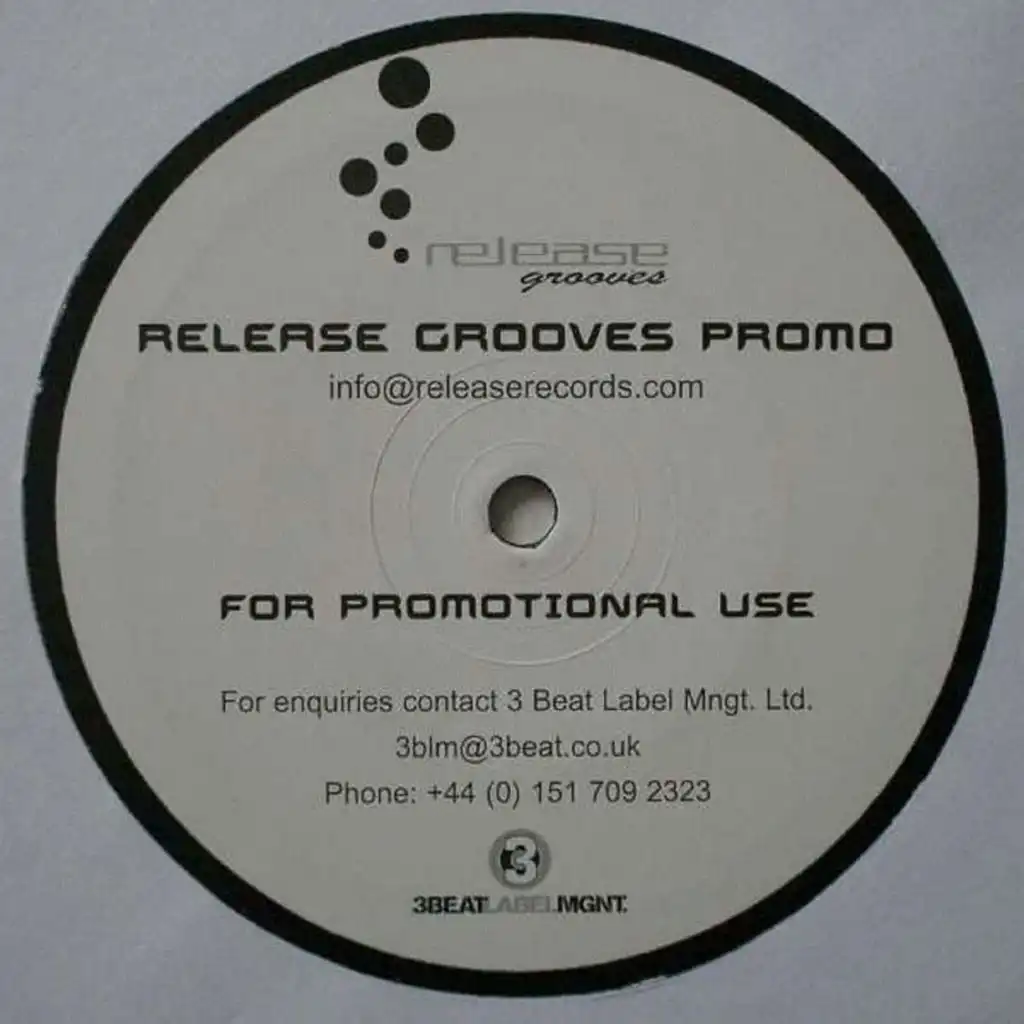 release
grooves
RELEASE GROOVES PROMO
info@releaserecords.com
FOR PROMOTIONAL USE
For enquiries contact 3 Beat Label Mngt. Ltd.
3blm@3beat.co.uk
Phone: +44 (0) 151 709 2323
3
3BEATLABELMGNT.